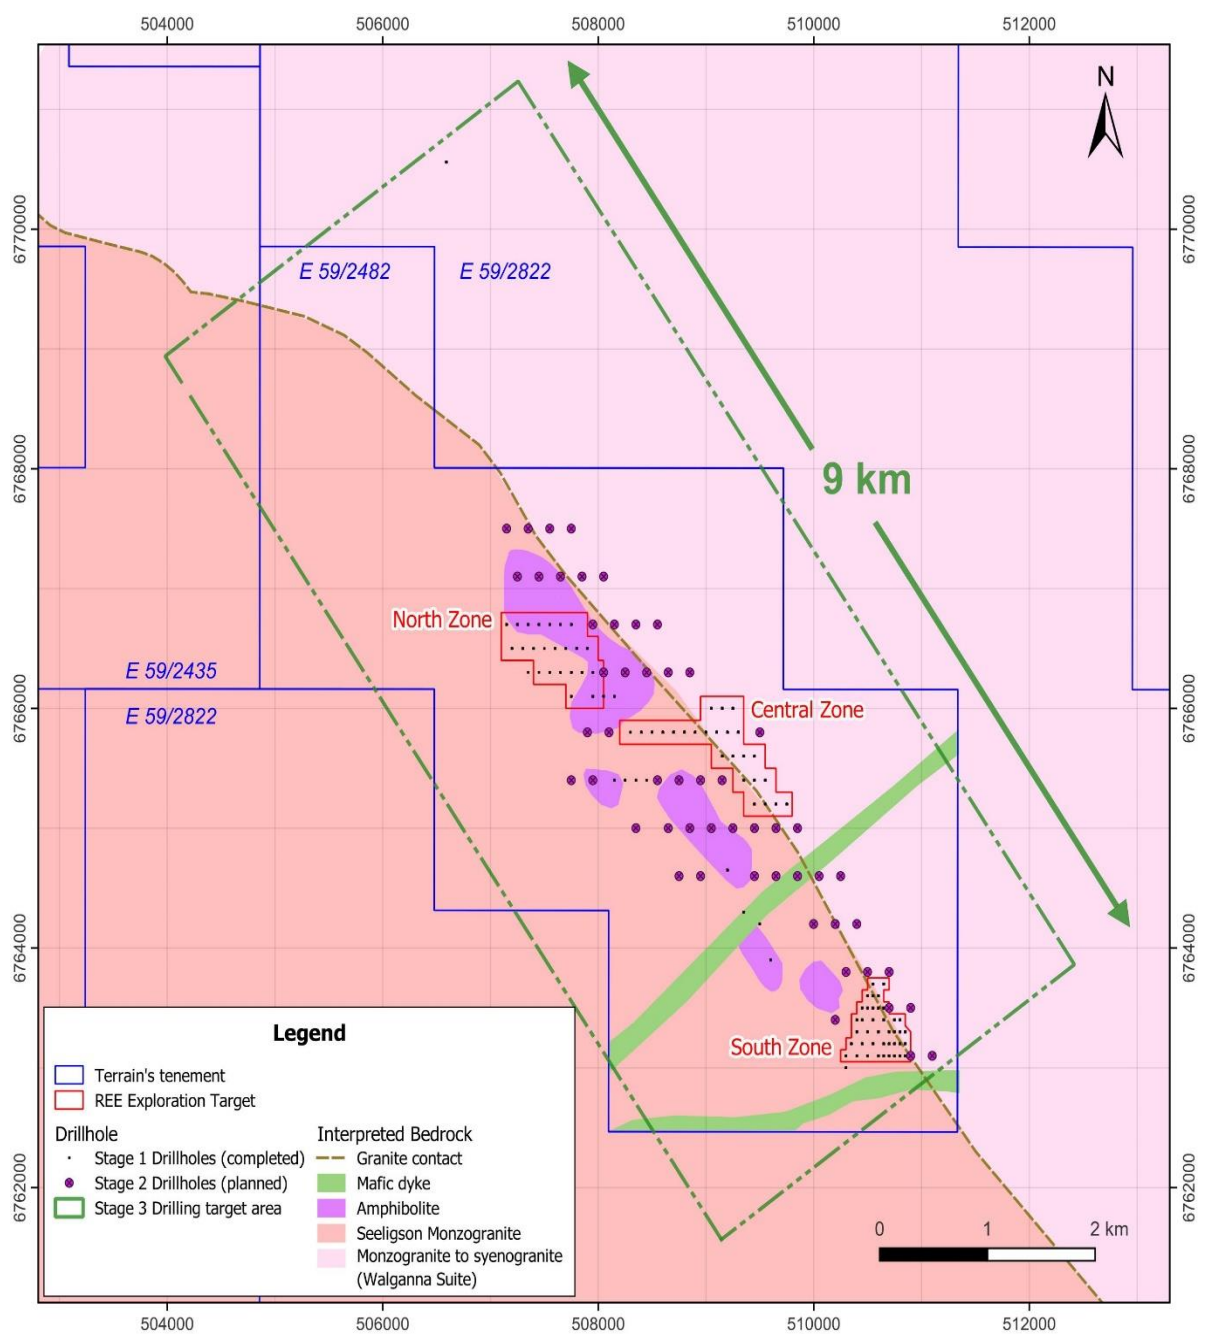 504000 506000 508000 510000 512000
N
6770000
6770000
E 59/2482
E 59/2822
6768000
6768000
9 km
North Zone
E 59/2435
E 59/2822
6766000
6766000
Central Zone
6764000
6764000
South Zone
Legend
Terrain's tenement
REE Exploration Target
Drillhole
Stage 1 Drillholes (completed)
Stage 2 Drillholes (planned)
Stage 3 Drilling target area
Interpreted Bedrock
Granite contact
Mafic dyke
Amphibolite
Seeligson Monzogranite
Monzogranite to syenogranite
(Walganna Suite)
6762000
6762000
0 1 2 km
504000 506000 508000 510000 512000